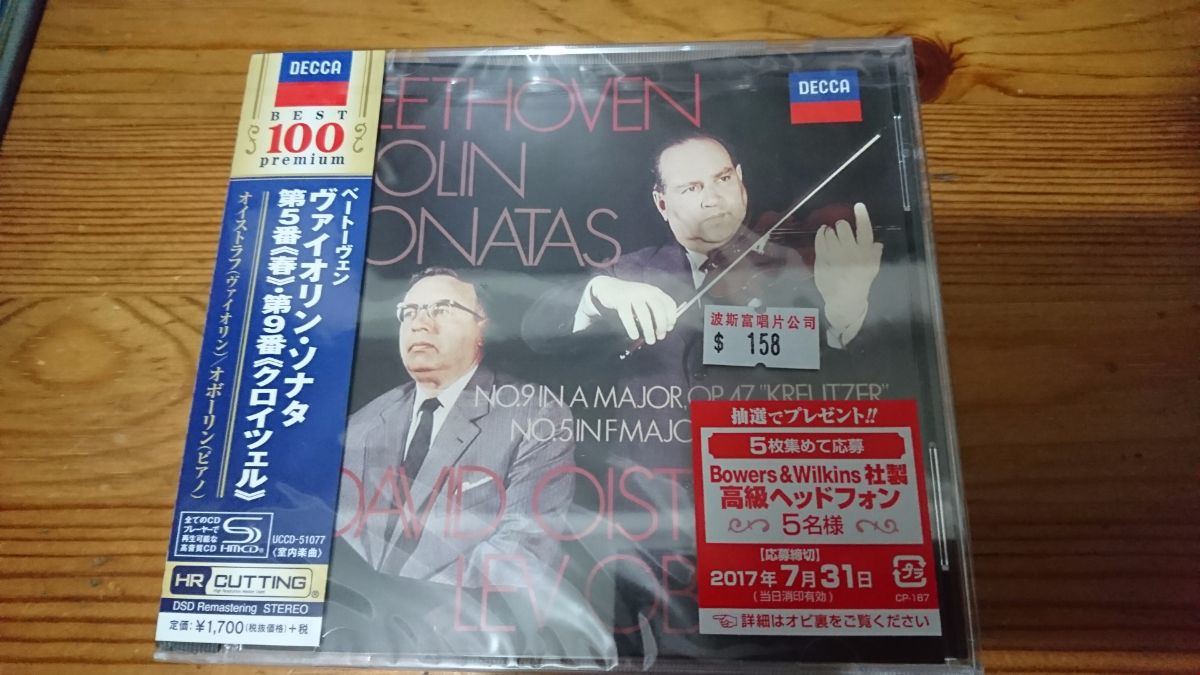 DECCA
BEST
100
premium
ベートーヴェン
ヴァイオリン・ソナタ
第5番《春》・第9番《クロイツェル》
オイストラフ(ヴァイオリン)/オボーリン(ピアノ)
全てのCD
プレーヤーで
再生可能な
高音質CD
SHM-CD
UCCD-51077
〈室内楽曲〉
HR CUTTING
DSD Remastering STEREO
定価:¥1,700(税抜価格)+税
EETHOVEN
OLIN
ONATAS
DECCA
波斯富唱片公司
$ 158
NO.9 IN A MAJOR, OP.47 "KREUTZER"
NO.5 IN F MAJO
DAVID OIST
LEV OB
抽選でプレゼント!!
5枚集めて応募
Bowers & Wilkins 社製
高級ヘッドフォン
5名様
【応募締切】
2017年7月31日
(当日消印有効)
プラ
CP-187
詳細はオビ裏をご覧ください